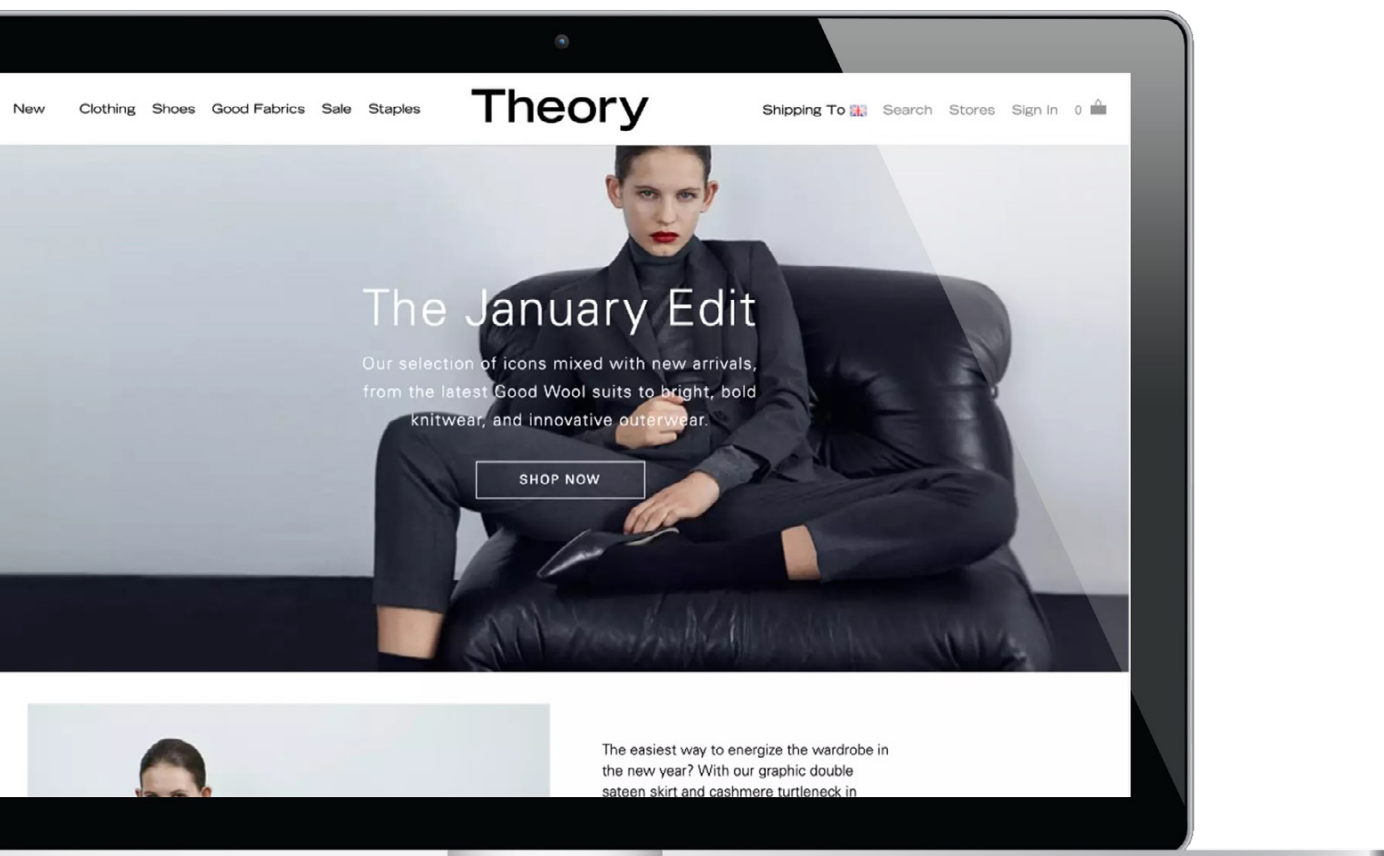 New Clothing Shoes Good Fabrics Sale Staples Theory Shipping To Search Stores Sign In 0
The January Edit
Our selection of icons mixed with new arrivals,
from the latest Good Wool suits to bright, bold
knitwear, and innovative outerwear.
SHOP NOW
The easiest way to energize the wardrobe in
the new year? With our graphic double
sateen skirt and cashmere turtleneck in